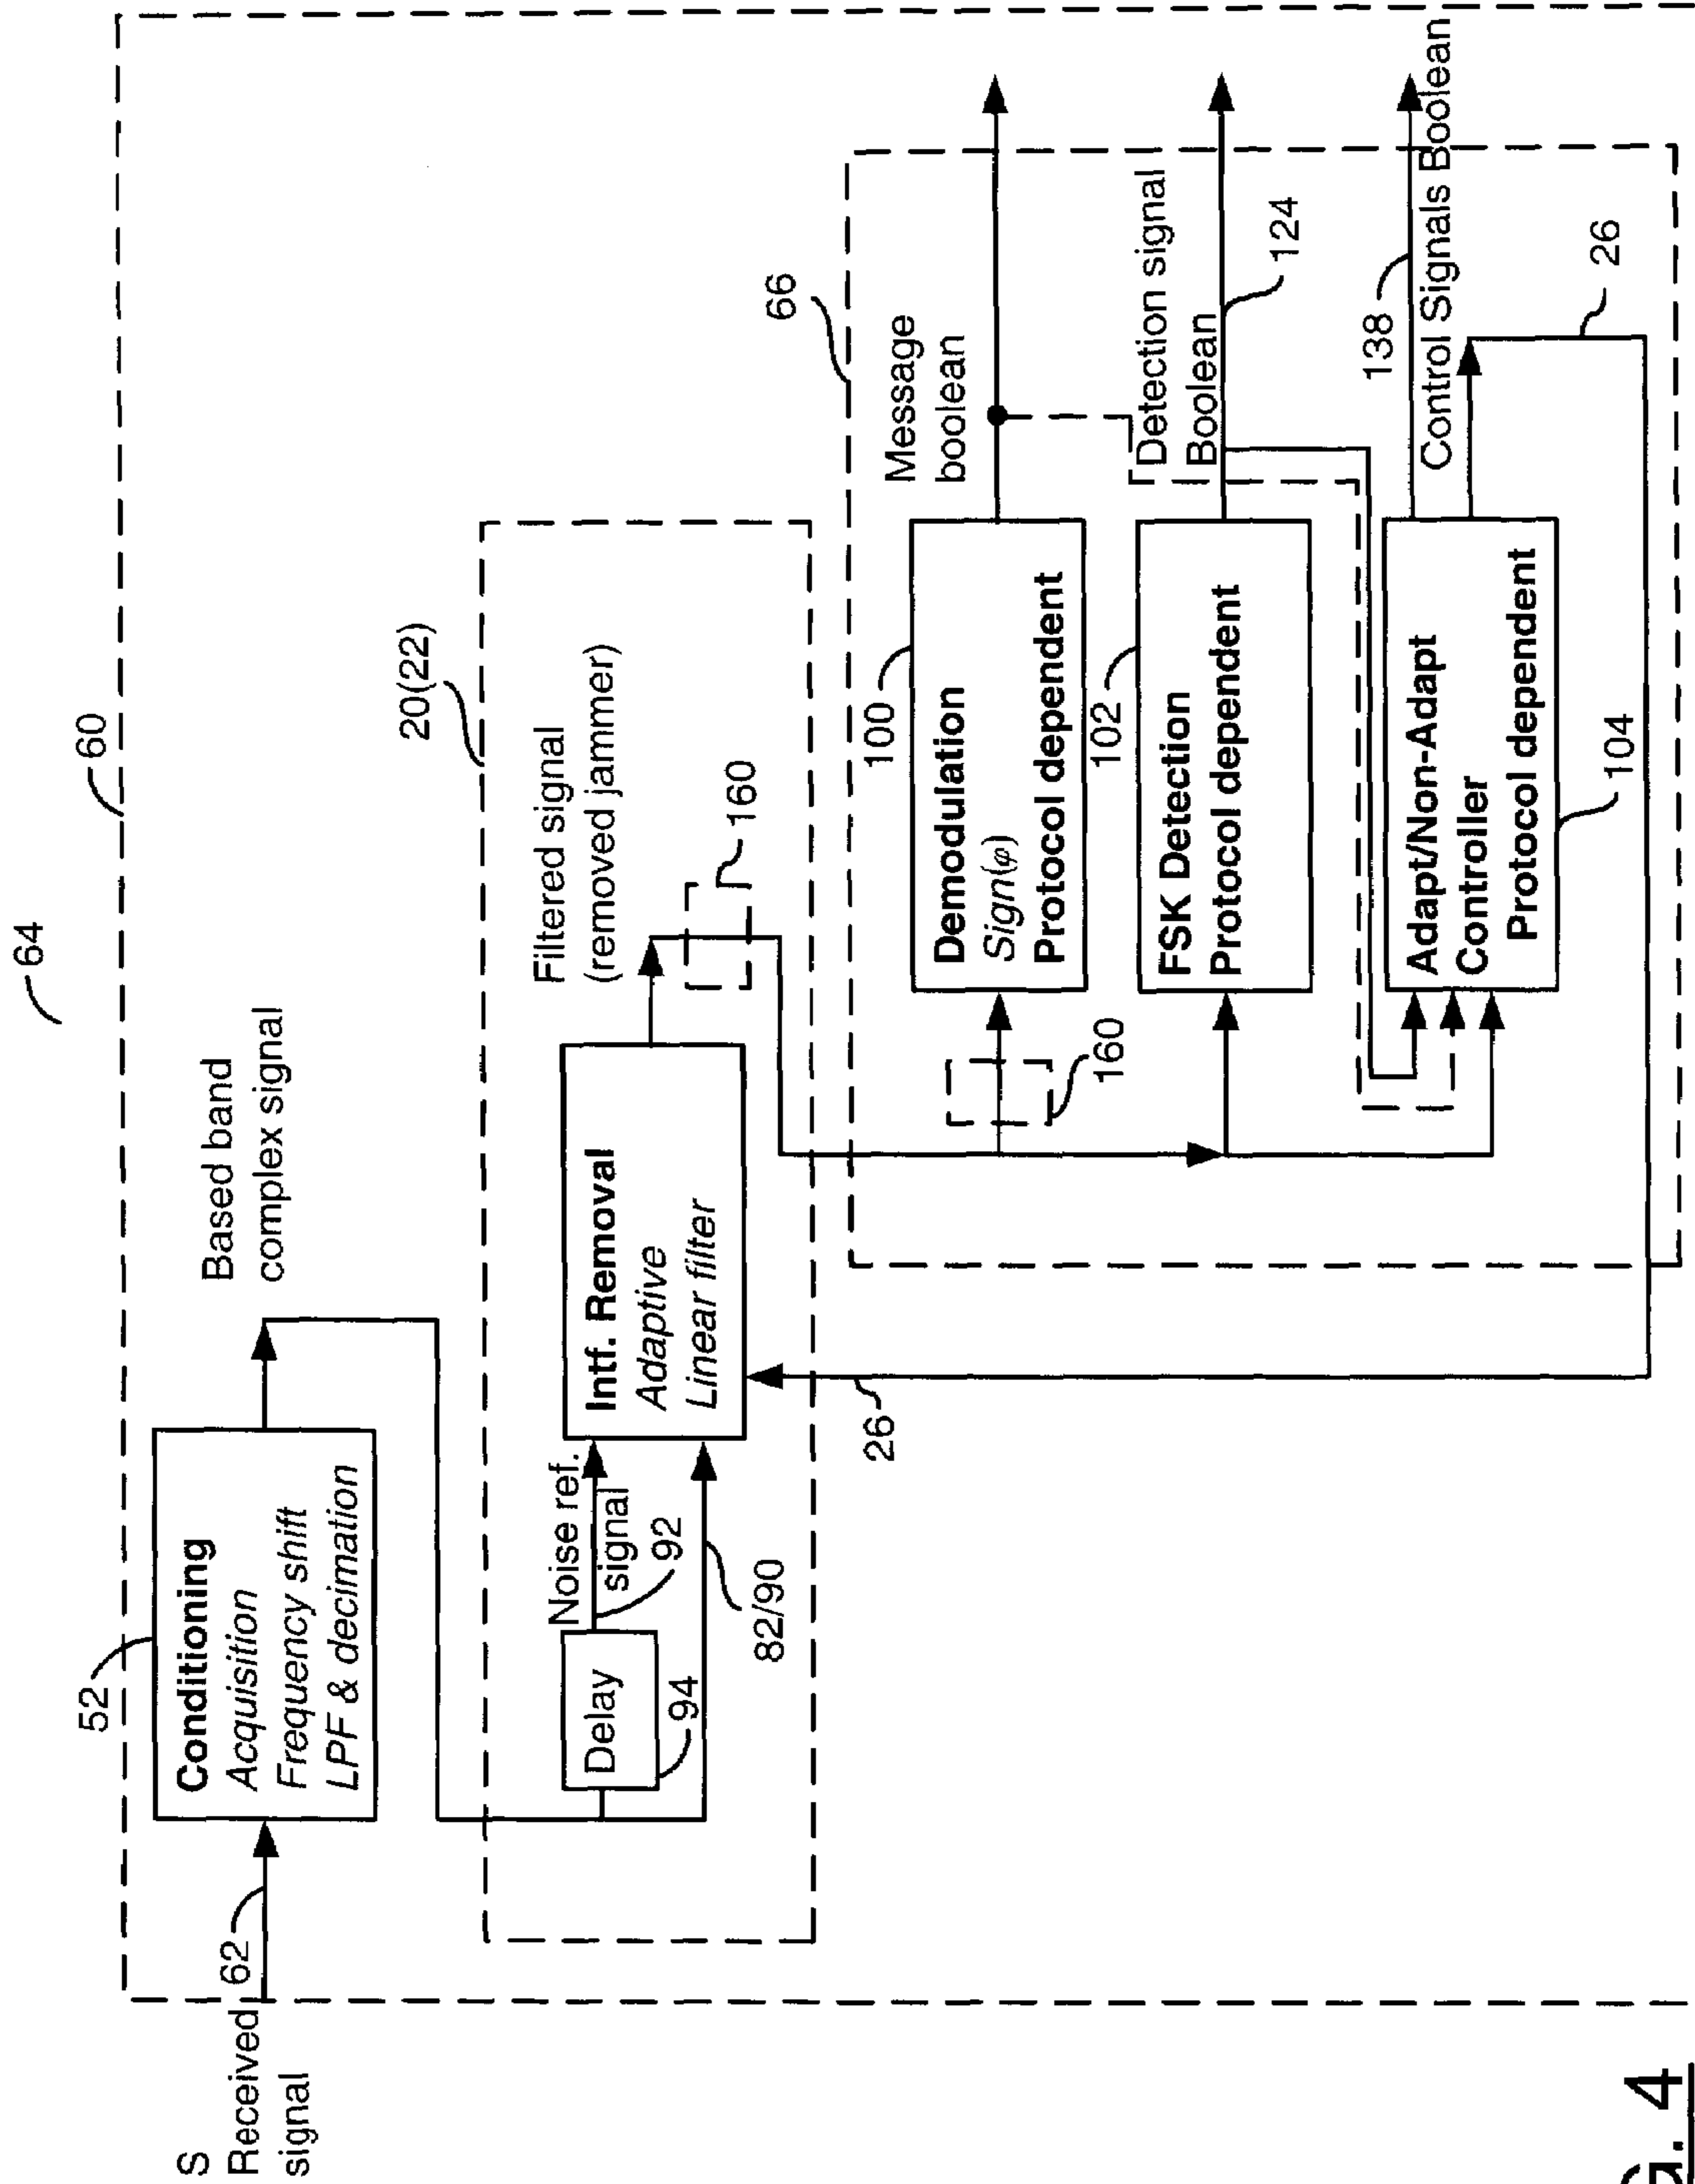 64
60
S
Received
signal
62
52
Conditioning
Acquisition
Frequency shift
LPF & decimation
Based band
complex signal
20(22)
Delay
94
Noise ref.
signal
92
82/90
Intf. Removal
Adaptive
Linear filter
Filtered signal
(removed jammer)
160
26
66
160
100
Demodulation
Sign(φ)
Protocol dependent
Message
boolean
102
FSK Detection
Protocol dependent
Detection signal
Boolean
124
Adapt/Non-Adapt
Controller
Protocol dependent
104
138
Control Signals Boolean
26
. 4